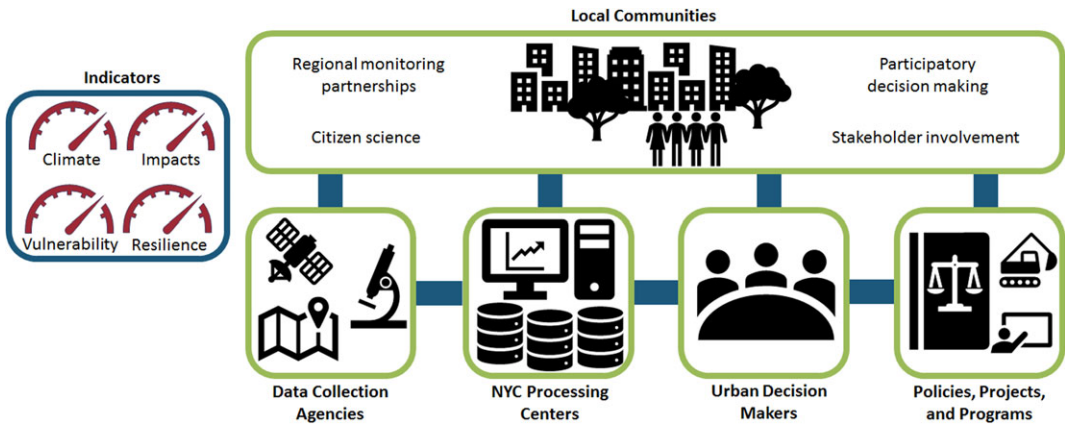 Local Communities
Indicators
Climate
Impacts
Vulnerability
Resilience
Regional monitoring
partnerships
Citizen science
Participatory
decision making
Stakeholder involvement
Data Collection
Agencies
NYC Processing
Centers
Urban Decision
Makers
Policies, Projects,
and Programs